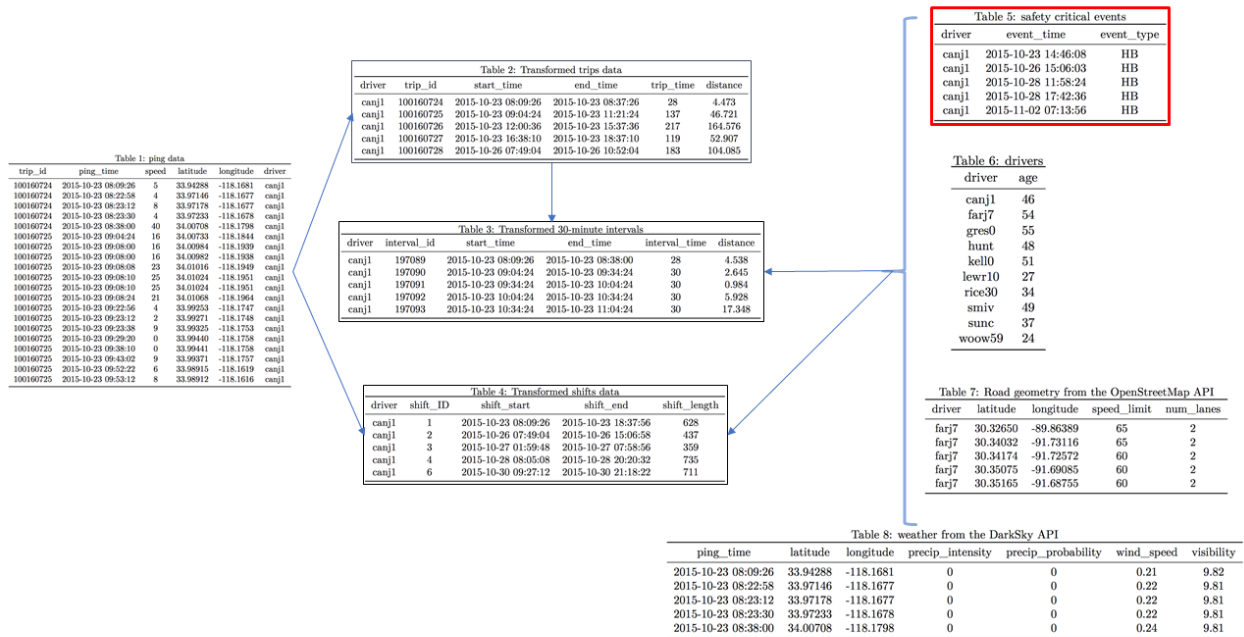 Table 1: ping data
trip_id ping_time speed latitude longitude driver
100160724 2015-10-23 08:09:26 5 33.94288 -118.1681 canj1
100160724 2015-10-23 08:22:58 4 33.97146 -118.1677 canj1
100160724 2015-10-23 08:23:12 8 33.97178 -118.1677 canj1
100160724 2015-10-23 08:23:30 4 33.97233 -118.1678 canj1
100160724 2015-10-23 08:38:00 40 34.00708 -118.1798 canj1
100160725 2015-10-23 09:04:24 16 34.00733 -118.1844 canj1
100160725 2015-10-23 09:08:00 16 34.00984 -118.1939 canj1
100160725 2015-10-23 09:08:00 16 34.00982 -118.1938 canj1
100160725 2015-10-23 09:08:08 23 34.01016 -118.1949 canj1
100160725 2015-10-23 09:08:10 25 34.01024 -118.1951 canj1
100160725 2015-10-23 09:08:10 25 34.01024 -118.1951 canj1
100160725 2015-10-23 09:08:24 21 34.01068 -118.1964 canj1
100160725 2015-10-23 09:22:56 4 33.99253 -118.1747 canj1
100160725 2015-10-23 09:23:12 2 33.99271 -118.1748 canj1
100160725 2015-10-23 09:23:38 9 33.99325 -118.1753 canj1
100160725 2015-10-23 09:29:20 0 33.99440 -118.1758 canj1
100160725 2015-10-23 09:38:10 0 33.99441 -118.1758 canj1
100160725 2015-10-23 09:43:02 9 33.99371 -118.1757 canj1
100160725 2015-10-23 09:52:22 6 33.98915 -118.1619 canj1
100160725 2015-10-23 09:53:12 8 33.98912 -118.1616 canj1
Table 2: Transformed trips data
driver trip_id start_time end_time trip_time distance
canj1 100160724 2015-10-23 08:09:26 2015-10-23 08:37:26 28 4.473
canj1 100160725 2015-10-23 09:04:24 2015-10-23 11:21:24 137 46.721
canj1 100160726 2015-10-23 12:00:36 2015-10-23 15:37:36 217 164.576
canj1 100160727 2015-10-23 16:38:10 2015-10-23 18:37:10 119 52.907
canj1 100160728 2015-10-26 07:49:04 2015-10-26 10:52:04 183 104.085
Table 3: Transformed 30-minute intervals
driver interval_id start_time end_time interval_time distance
canj1 197089 2015-10-23 08:09:26 2015-10-23 08:38:00 28 4.538
canj1 197090 2015-10-23 09:04:24 2015-10-23 09:34:24 30 2.645
canj1 197091 2015-10-23 09:34:24 2015-10-23 10:04:24 30 0.984
canj1 197092 2015-10-23 10:04:24 2015-10-23 10:34:24 30 5.928
canj1 197093 2015-10-23 10:34:24 2015-10-23 11:04:24 30 17.348
Table 4: Transformed shifts data
driver shift_ID shift_start shift_end shift_length
canj1 1 2015-10-23 08:09:26 2015-10-23 18:37:56 628
canj1 2 2015-10-26 07:49:04 2015-10-26 15:06:58 437
canj1 3 2015-10-27 01:59:48 2015-10-27 07:58:56 359
canj1 4 2015-10-28 08:05:08 2015-10-28 20:20:32 735
canj1 6 2015-10-30 09:27:12 2015-10-30 21:18:22 711
Table 5: safety critical events
driver event_time event_type
canj1 2015-10-23 14:46:08 HB
canj1 2015-10-26 15:06:03 HB
canj1 2015-10-28 11:58:24 HB
canj1 2015-10-28 17:42:36 HB
canj1 2015-11-02 07:13:56 HB
Table 6: drivers
driver age
canj1 46
farj7 54
gres0 55
hunt 48
kell0 51
lewr10 27
rice30 34
smiv 49
sunc 37
woow59 24
Table 7: Road geometry from the OpenStreetMap API
driver latitude longitude speed_limit num_lanes
farj7 30.32650 -89.86389 65 2
farj7 30.34032 -91.73116 65 2
farj7 30.34174 -91.72572 60 2
farj7 30.35075 -91.69085 60 2
farj7 30.35165 -91.68755 60 2
Table 8: weather from the DarkSky API
ping_time latitude longitude precip_intensity precip_probability wind_speed visibility
2015-10-23 08:09:26 33.94288 -118.1681 0 0 0.21 9.82
2015-10-23 08:22:58 33.97146 -118.1677 0 0 0.22 9.81
2015-10-23 08:23:12 33.97178 -118.1677 0 0 0.22 9.81
2015-10-23 08:23:30 33.97233 -118.1678 0 0 0.22 9.81
2015-10-23 08:38:00 34.00708 -118.1798 0 0 0.24 9.81